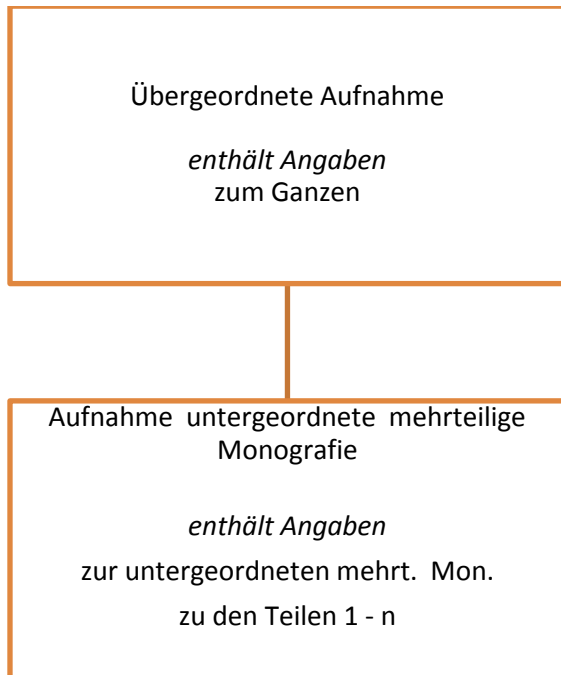 Übergeordnete Aufnahme
enthält Angaben
zum Ganzen
Aufnahme untergeordnete mehrteilige
Monografie
enthält Angaben
zur untergeordneten mehrt. Mon.
zu den Teilen 1 - n